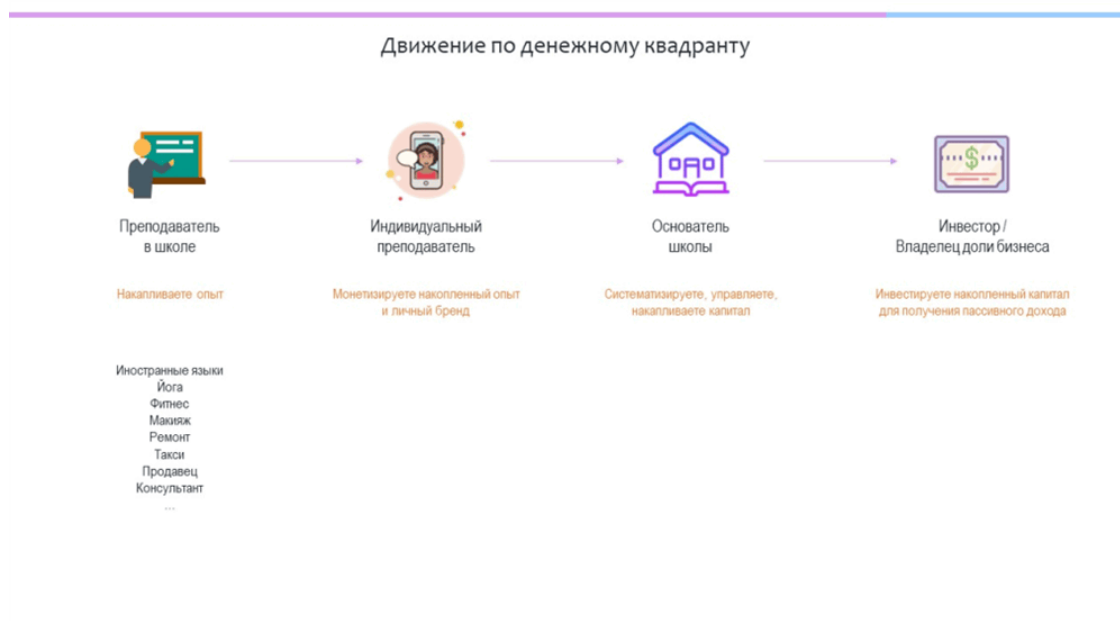 Движение по денежному квадранту
Преподаватель
в школе
Накапливаете опыт
Индивидуальный
преподаватель
Монетизируете накопленный опыт
и личный бренд
Основатель
школы
Систематизируете, управляете,
накапливаете капитал
Инвестор /
Владелец доли бизнеса
Инвестируете накопленный капитал
для получения пассивного дохода
Иностранные языки
Йога
Фитнес
Макияж
Ремонт
Такси
Продавец
Консультант
...